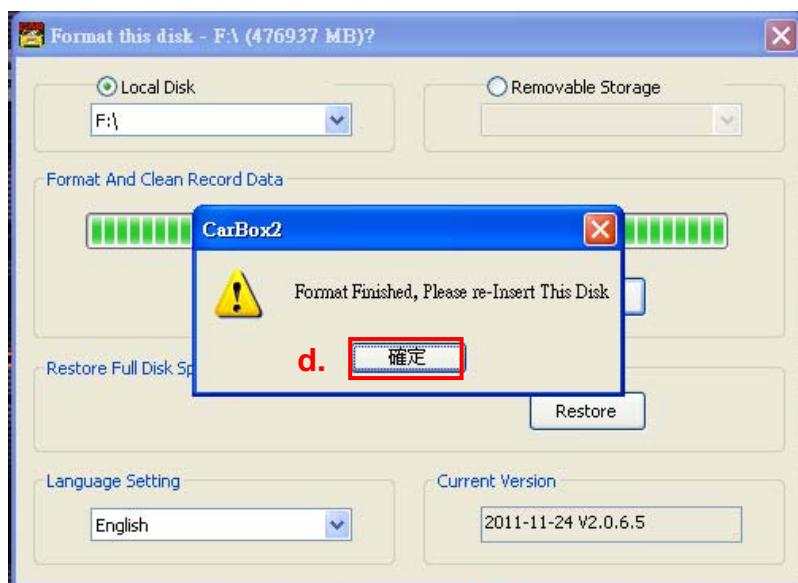 Format this disk - F:\ (476937 MB)?
Local Disk
Removable Storage
F:\
Format And Clean Record Data
CarBox2
Format Finished, Please re-Insert This Disk
d.
確定
Restore Full Disk Sp
Restore
Language Setting
Current Version
English
2011-11-24 V2.0.6.5